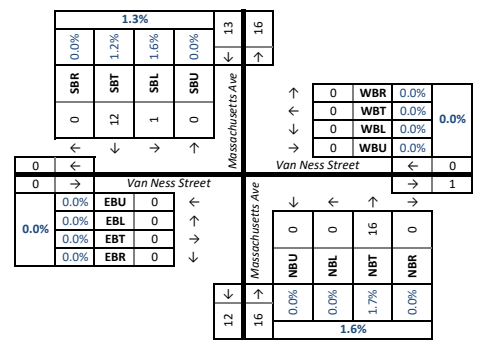 1.3%
13 16
0.0% 1.2% 1.6% 0.0%
↓ ↑
SBR SBT SBL SBU
Massachusetts Ave
↑ 0 WBR 0.0%
← 0 WBT 0.0%
0.0%
0 12 1 0
↓ 0 WBL 0.0%
→ 0 WBU 0.0%
← ↓ → ↑
0 ←
Van Ness Street
← 0
0 →
Van Ness Street
→ 1
0.0% EBU 0 ←
0.0% EBL 0 ↑
0.0%
0.0% EBT 0 →
0.0% EBR 0 ↓
Massachusetts Ave
↓ ← ↑ →
0 0 16 0
NBU NBL NBT NBR
↓ ↑
0.0% 0.0% 1.7% 0.0%
12 16
1.6%